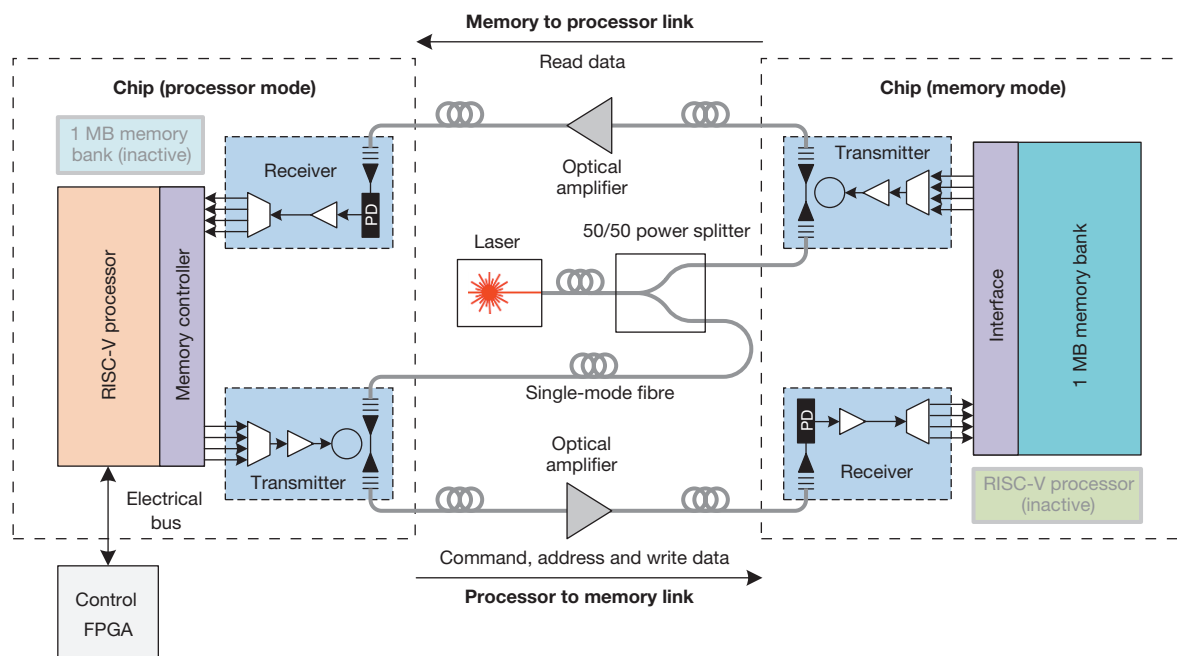 Memory to processor link
Read data
Chip (processor mode)
Chip (memory mode)
1 MB memory
bank (inactive)
Receiver
PD
Optical
amplifier
Transmitter
RISC-V processor
Memory controller
Laser
50/50 power splitter
Interface
1 MB memory bank
Single-mode fibre
Transmitter
Optical
amplifier
PD
Receiver
RISC-V processor
(inactive)
Electrical
bus
Command, address and write data
Processor to memory link
Control
FPGA